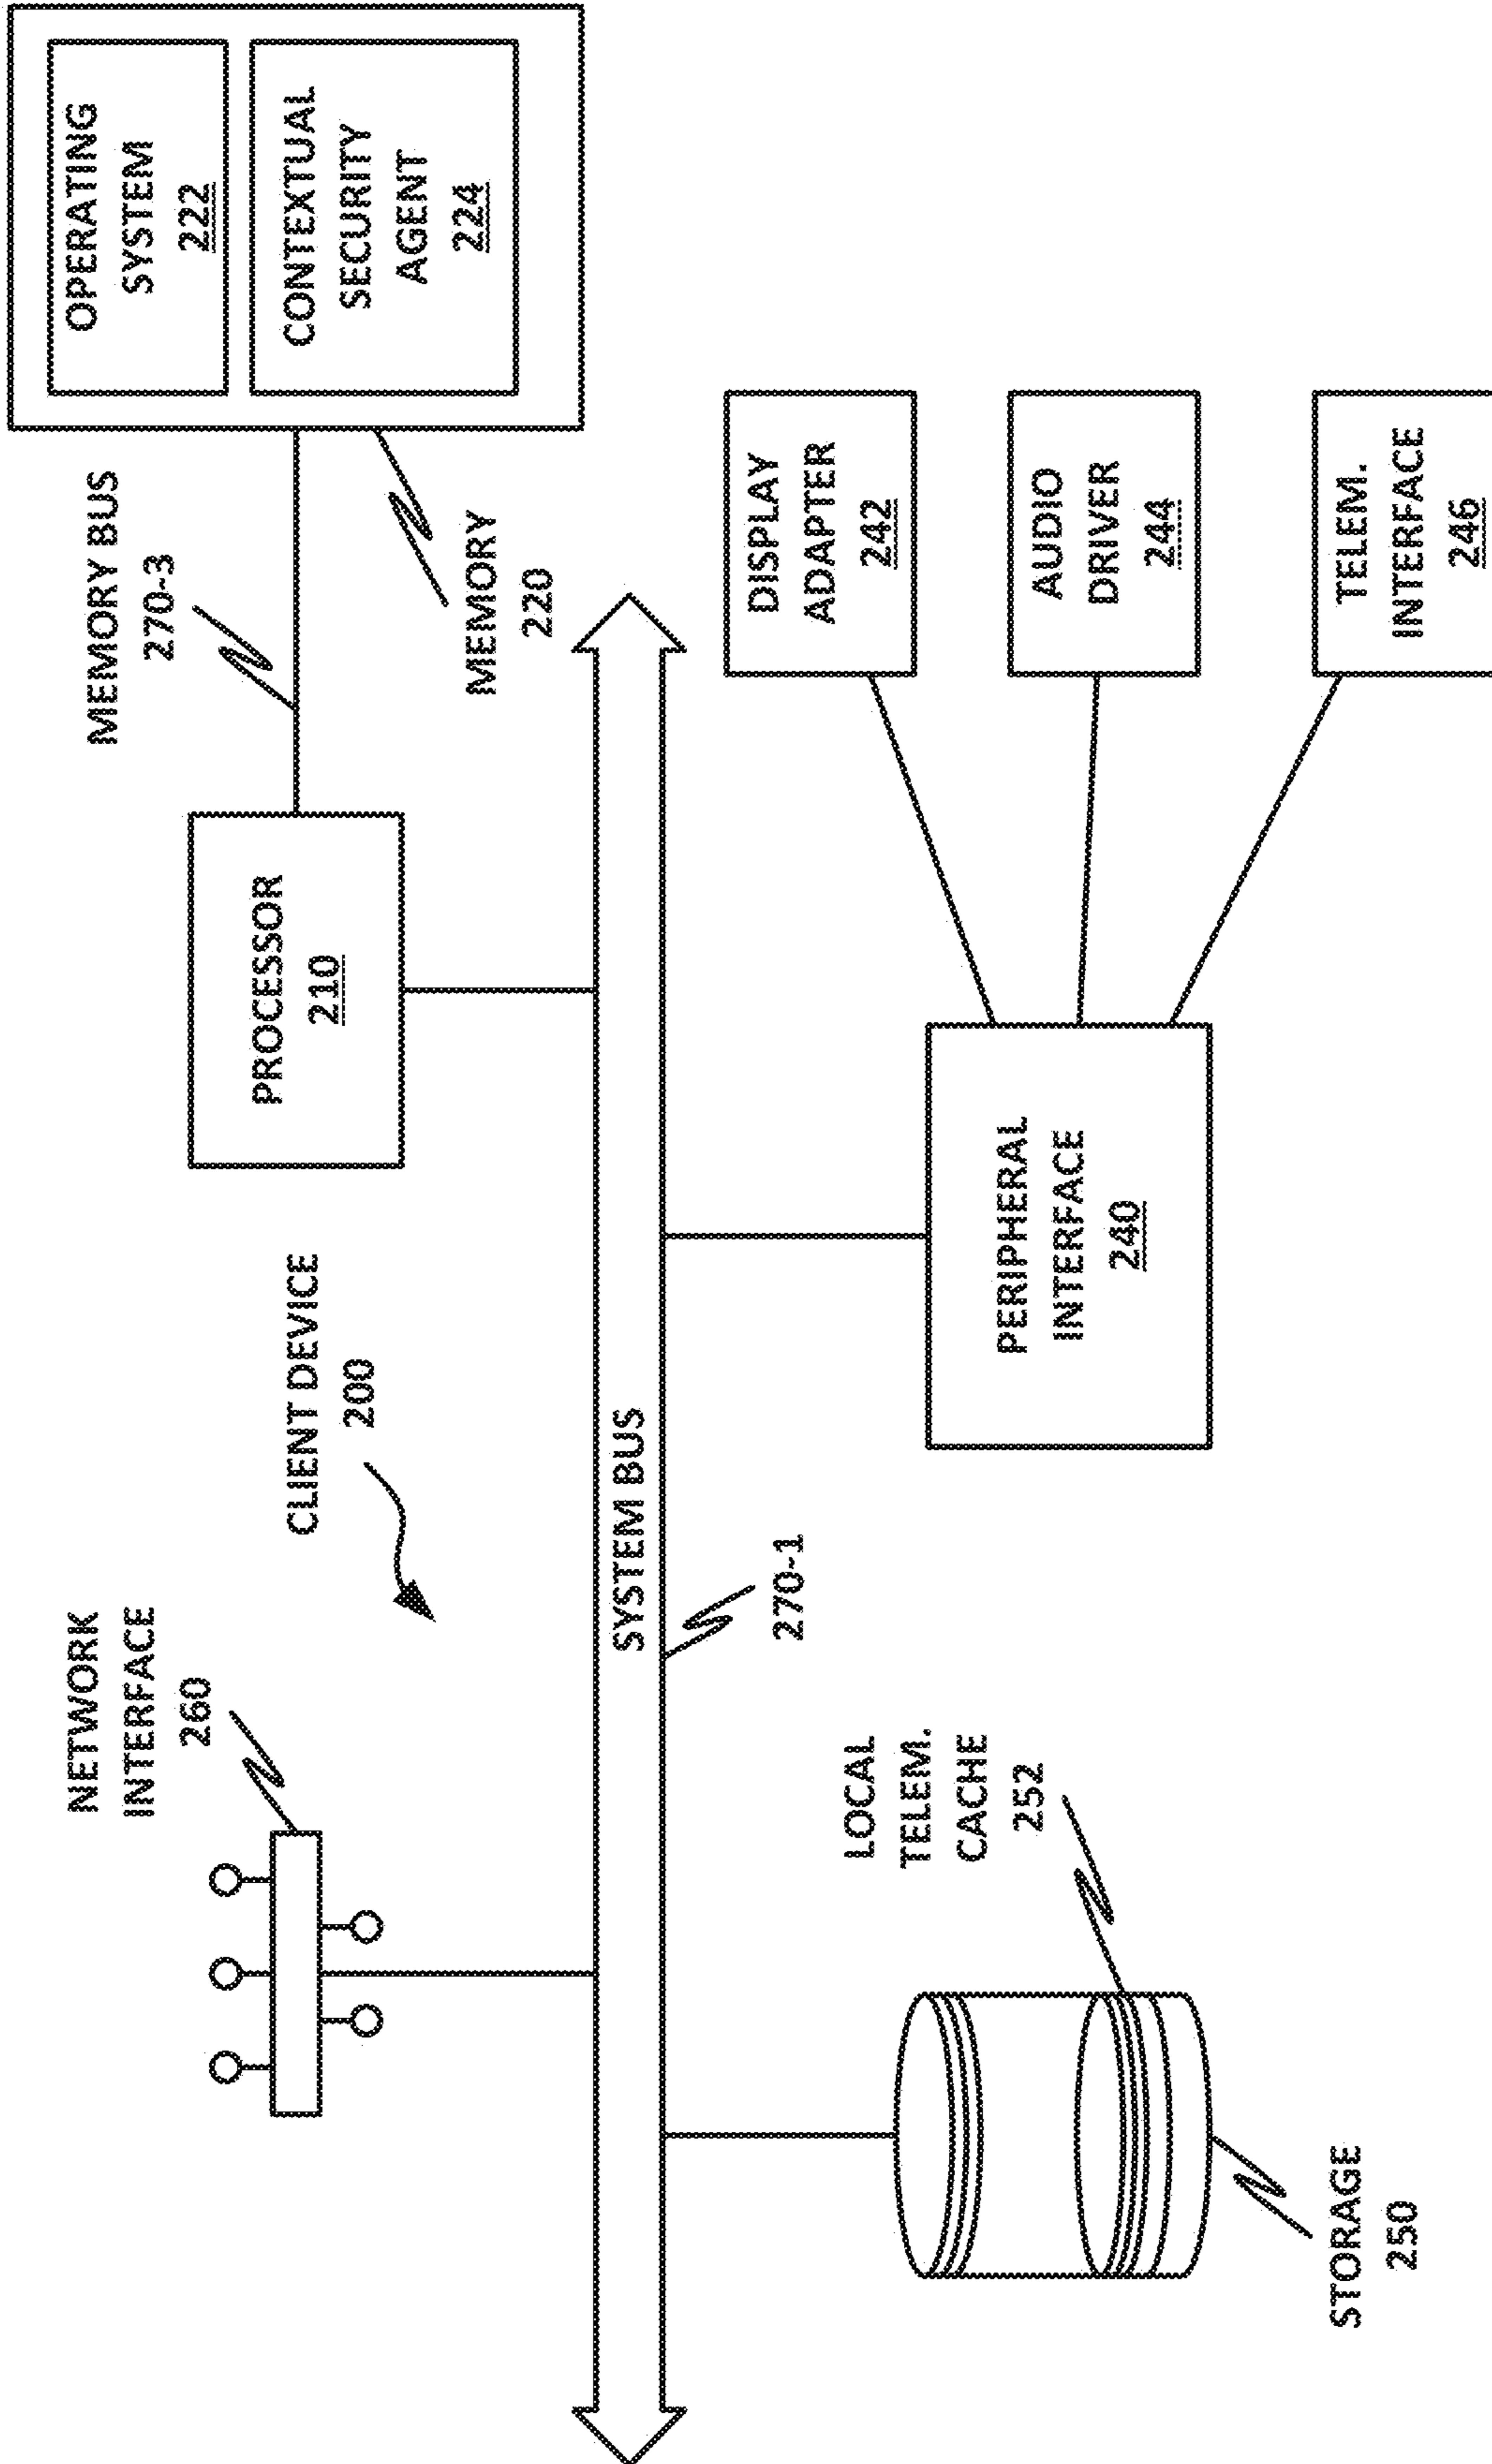 NETWORK
INTERFACE
260
CLIENT DEVICE
200
PROCESSOR
210
MEMORY BUS
270-3
OPERATING
SYSTEM
222
CONTEXTUAL
SECURITY
AGENT
224
MEMORY
220
SYSTEM BUS
270-1
LOCAL
TELEM.
CACHE
252
STORAGE
250
PERIPHERAL
INTERFACE
240
DISPLAY
ADAPTER
242
AUDIO
DRIVER
244
TELEM.
INTERFACE
246